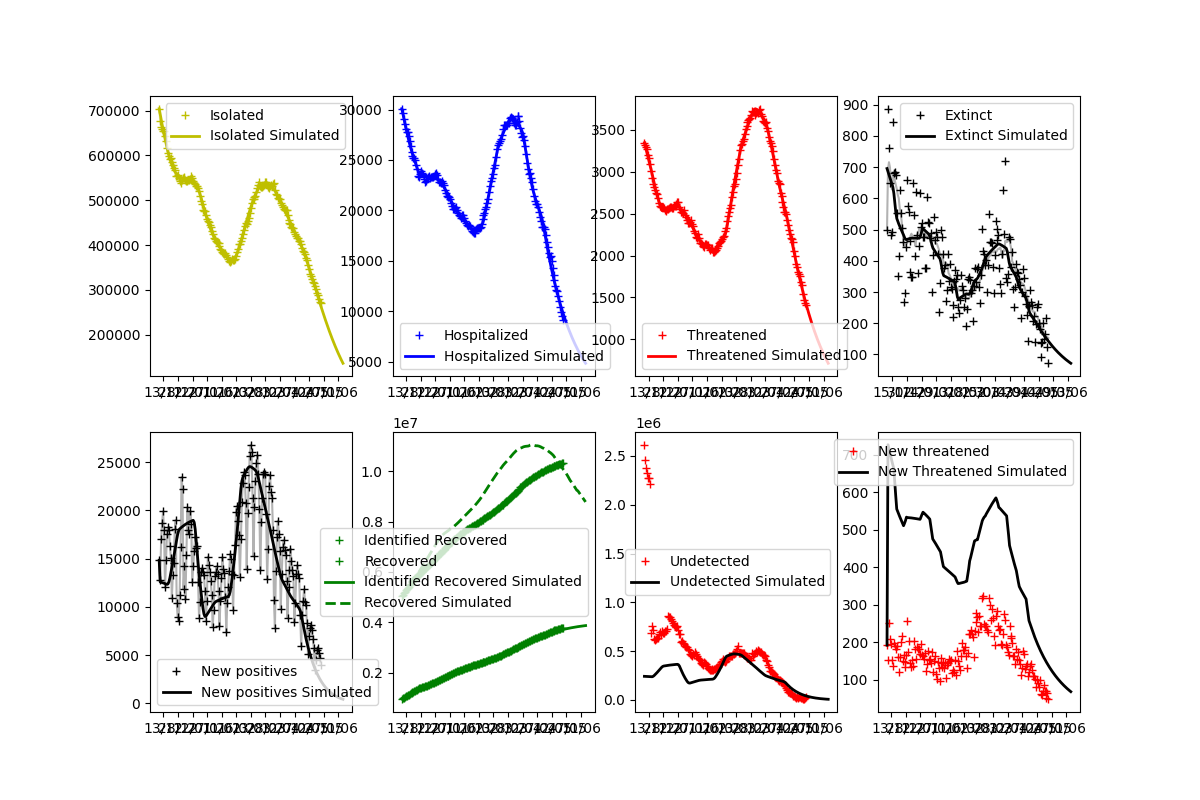 700000
600000
500000
400000
300000
200000
Isolated
Isolated Simulated
30000
25000
20000
15000
10000
5000
Hospitalized
Hospitalized Simulated
3500
3000
2500
2000
1500
1000
Threatened
Threatened Simulated
900
800
700
600
500
400
300
200
100
Extinct
Extinct Simulated
25000
20000
15000
10000
5000
0
New positives
New positives Simulated
1e7
1.0
0.8
0.6
0.4
0.2
Identified Recovered
Recovered
Identified Recovered Simulated
Recovered Simulated
1e6
2.5
2.0
1.5
1.0
0.5
0.0
Undetected
Undetected Simulated
700
600
500
400
300
200
100
New threatened
New Threatened Simulated